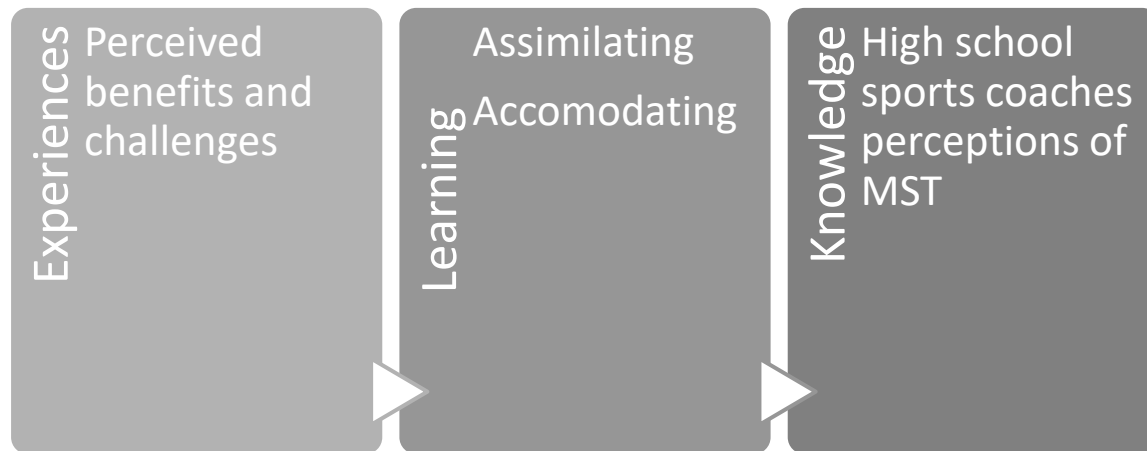 Experiences
Perceived
benefits and
challenges
Learning
Assimilating
Accomodating
Knowledge
High school
sports coaches
perceptions of
MST